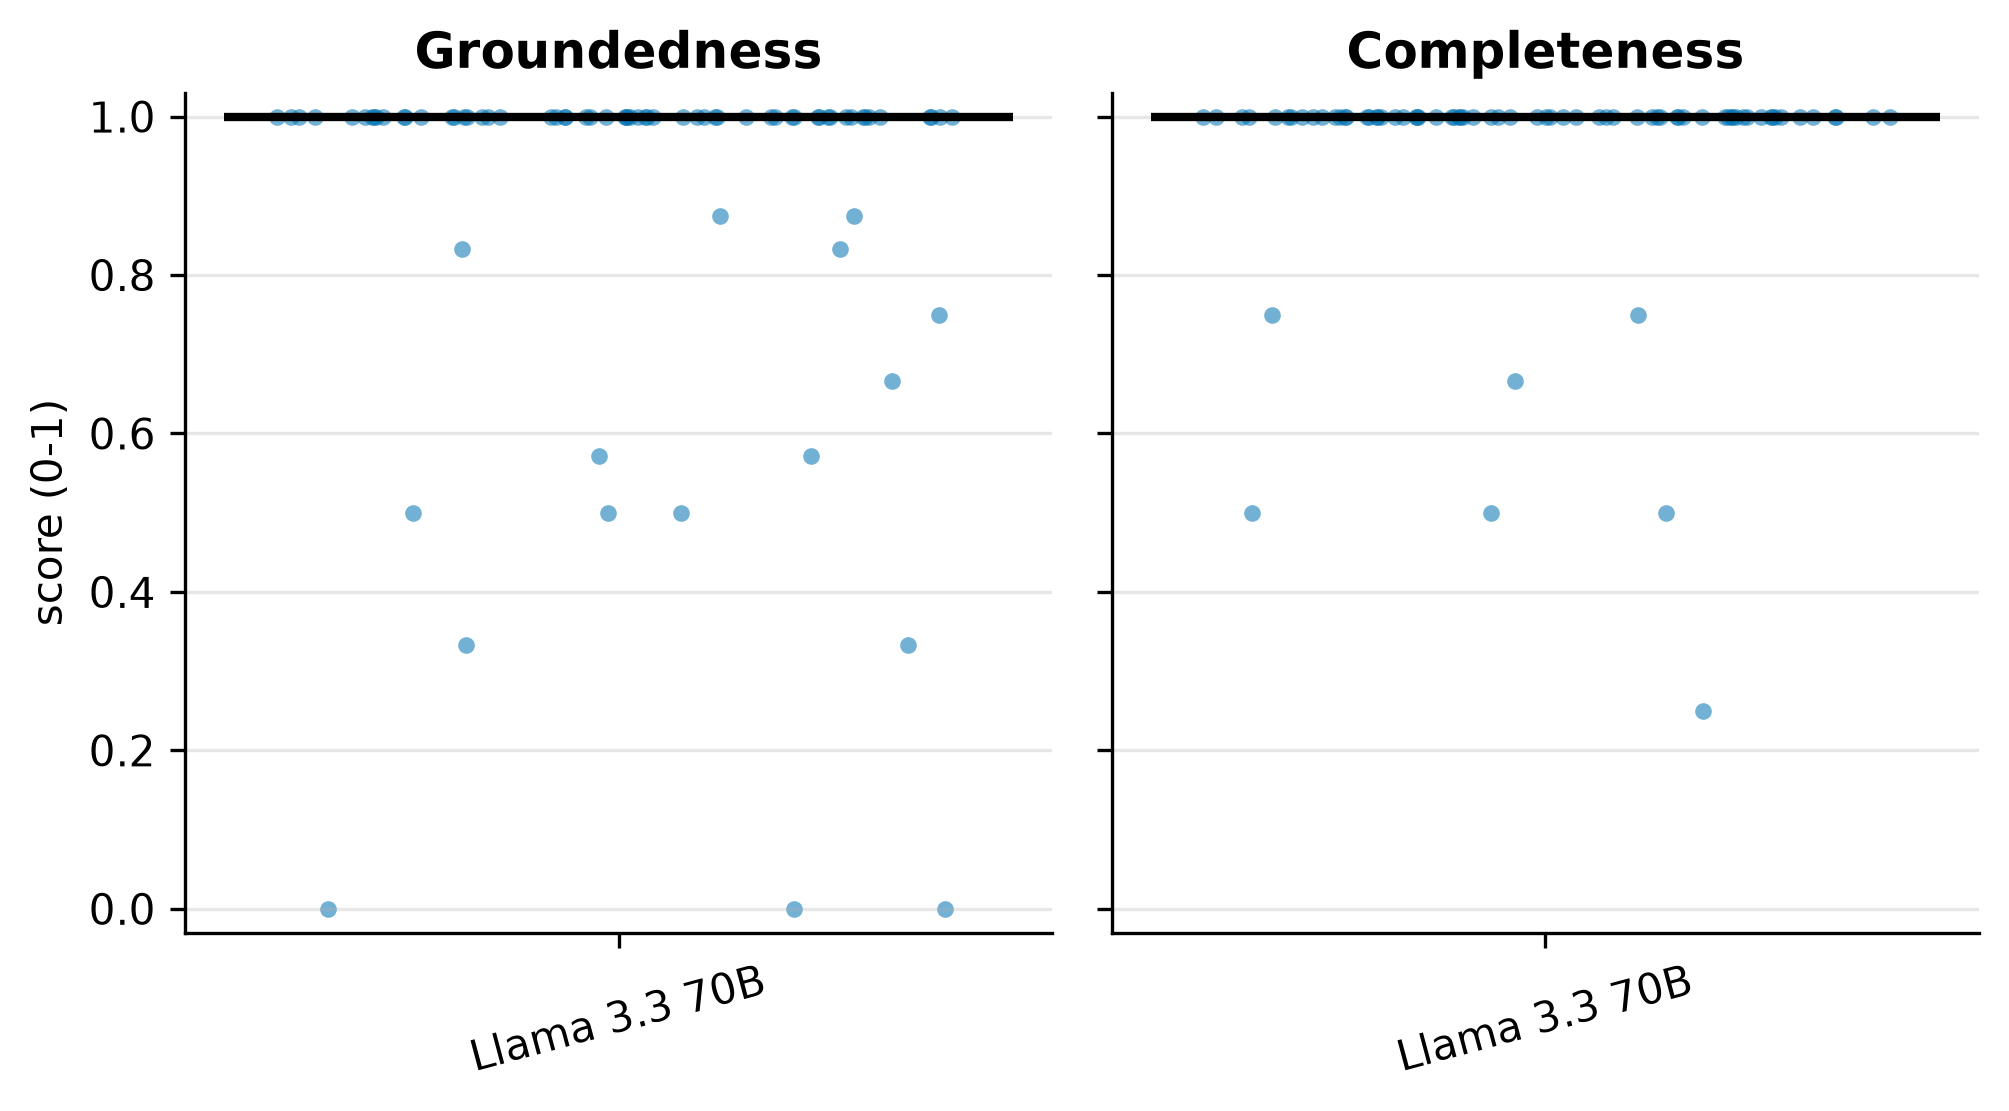 Groundedness
Completeness
score (0-1)
1.0
0.8
0.6
0.4
0.2
0.0
Llama 3.3 70B
Llama 3.3 70B